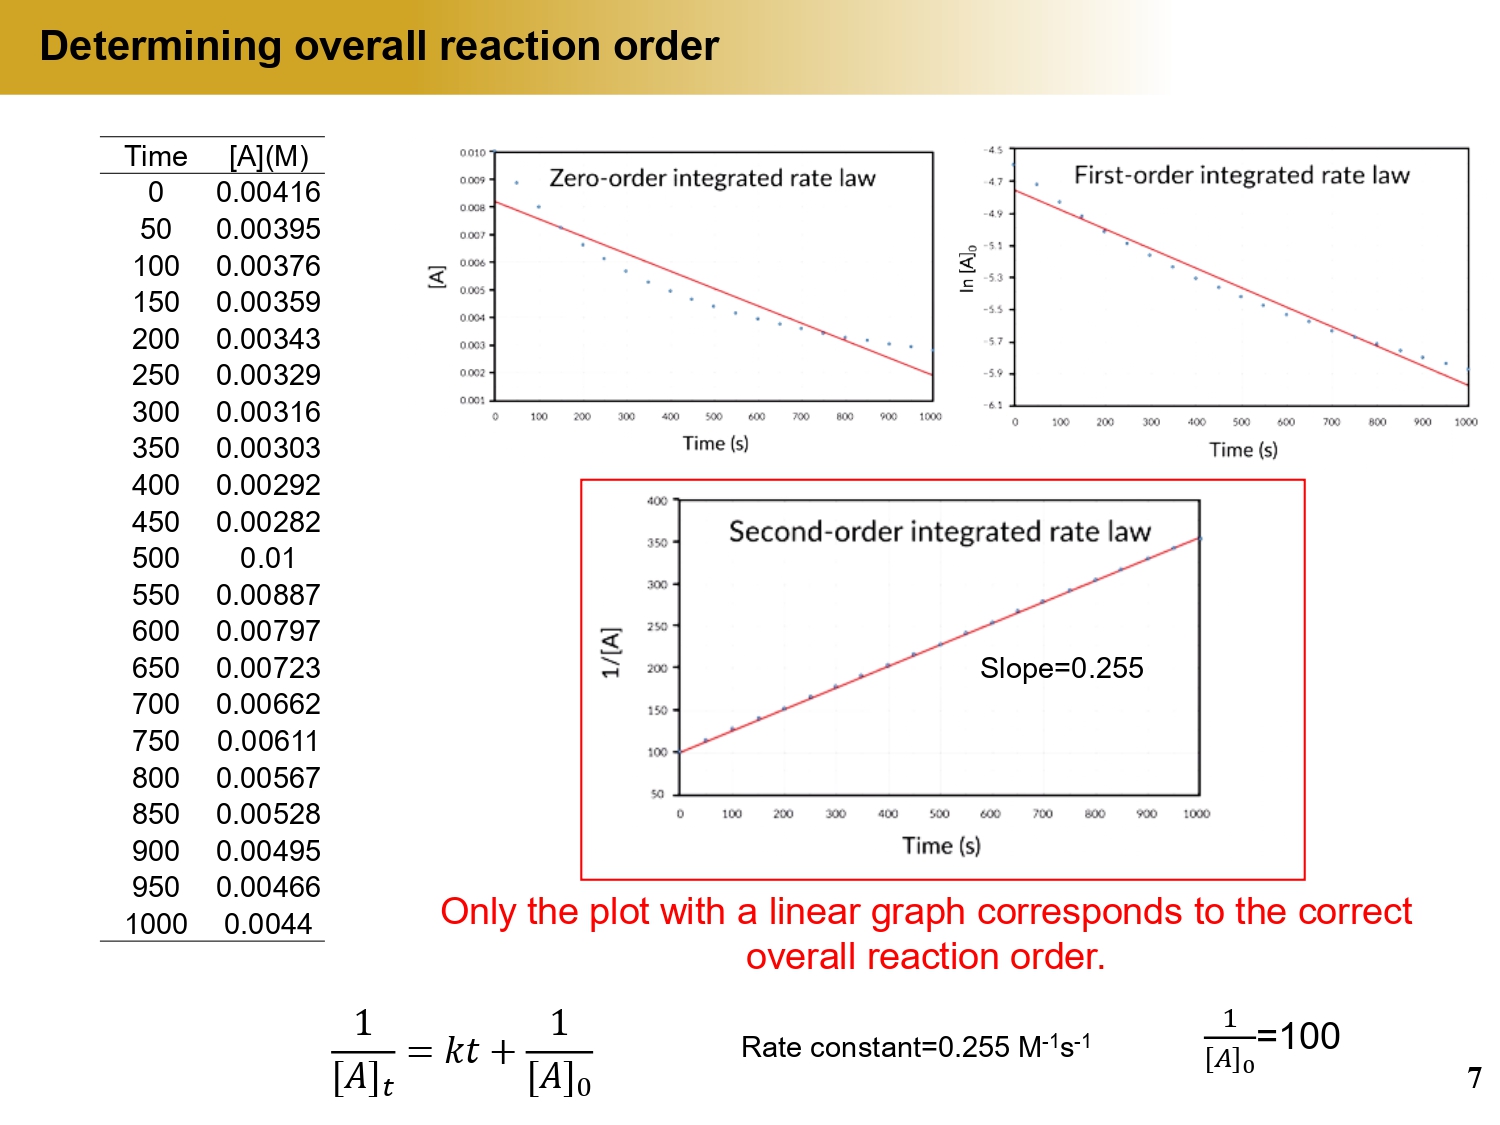 Determining overall reaction order
Time [A](M)
0 0.00416
50 0.00395
100 0.00376
150 0.00359
200 0.00343
250 0.00329
300 0.00316
350 0.00303
400 0.00292
450 0.00282
500 0.01
550 0.00887
600 0.00797
650 0.00723
700 0.00662
750 0.00611
800 0.00567
850 0.00528
900 0.00495
950 0.00466
1000 0.0044
Zero-order integrated rate law
[A]
0.010
0.009
0.008
0.007
0.006
0.005
0.004
0.003
0.002
0.001
0 100 200 300 400 500 600 700 800 900 1000
Time (s)
First-order integrated rate law
ln [A]₀
-4.5
-4.7
-4.9
-5.1
-5.3
-5.5
-5.7
-5.9
-6.1
0 100 200 300 400 500 600 700 800 900 1000
Time (s)
Second-order integrated rate law
1/[A]
400
350
300
250
200
150
100
50
Slope=0.255
0 100 200 300 400 500 600 700 800 900 1000
Time (s)
Only the plot with a linear graph corresponds to the correct
overall reaction order.
1/[A]t = kt + 1/[A]₀
Rate constant=0.255 M⁻¹s⁻¹
1/[A]₀=100
7